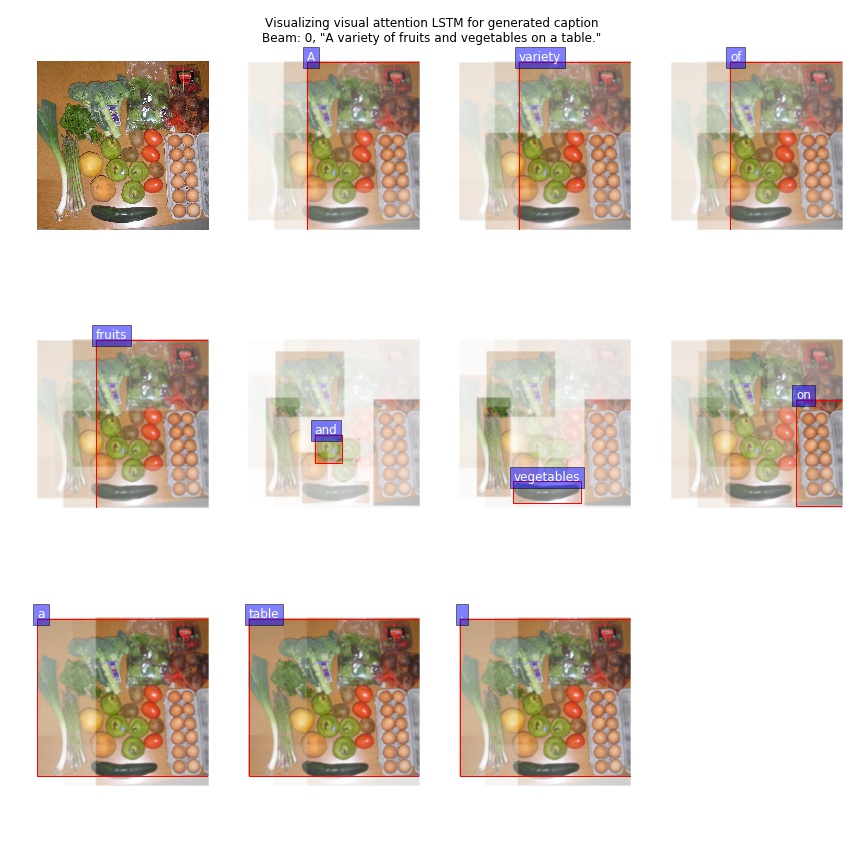 Visualizing visual attention LSTM for generated caption
Beam: 0, "A variety of fruits and vegetables on a table."
A
variety
of
fruits
and
vegetables
on
a
table